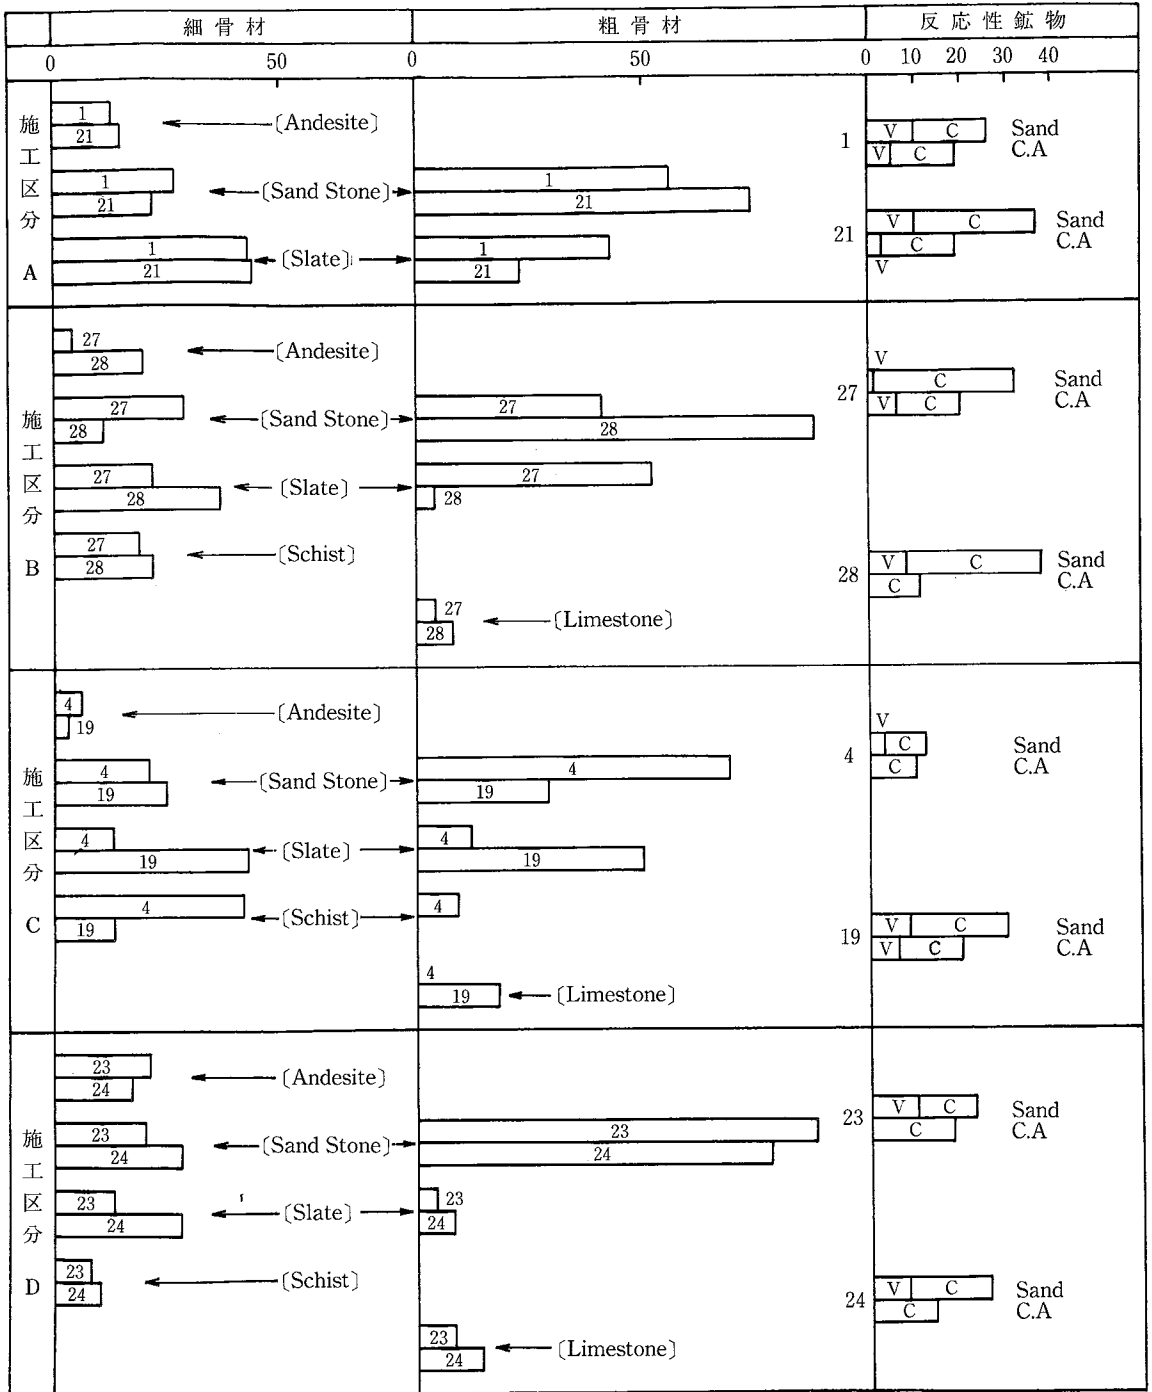 細骨材 粗骨材 反応性鉱物
0 50 0 50 0 10 20 30 40
施工区分 A
1 〔Andesite〕
21
1 〔Sand Stone〕 1
21 21
1 〔Slate〕 1
21 21
1 V C Sand
V C C.A
21 V C Sand
C C.A
V
施工区分 B
27 〔Andesite〕
28
27 〔Sand Stone〕 27
28 28
27 〔Slate〕 27
28 28
27 〔Schist〕
28
27 〔Limestone〕
28
V
27 C Sand
V C C.A
28 V C Sand
C C.A
施工区分 C
4 〔Andesite〕
19
4 〔Sand Stone〕 4
19 19
4 〔Slate〕 4
19 19
4 〔Schist〕 4
19
4
19 〔Limestone〕
V
4 C Sand
C C.A
19 V C Sand
V C C.A
施工区分 D
23 〔Andesite〕
24
23 〔Sand Stone〕 23
24 24
23 〔Slate〕 23
24 24
23 〔Schist〕
24
23 〔Limestone〕
24
23 V C Sand
C C.A
24 V C Sand
C C.A